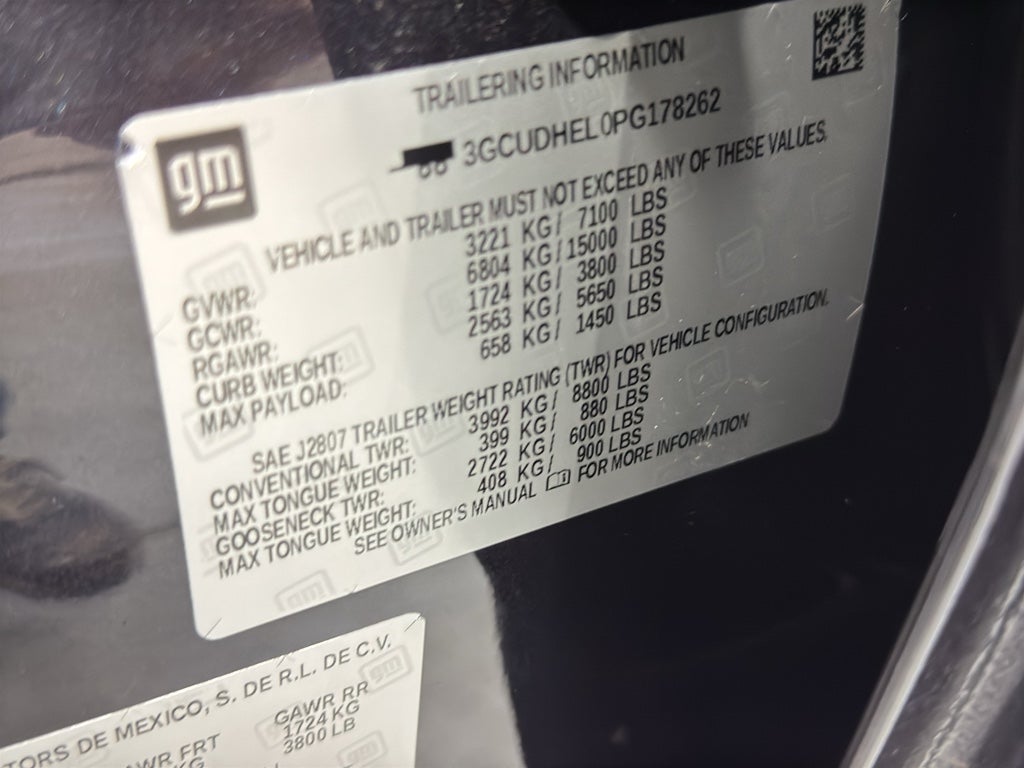 TRAILERING INFORMATION
gm
3GCUDHEL0PG178262
VEHICLE AND TRAILER MUST NOT EXCEED ANY OF THESE VALUES.
GVWR: 3221 KG/ 7100 LBS
GCWR: 6804 KG/ 15000 LBS
RGAWR: 1724 KG/ 3800 LBS
CURB WEIGHT: 2563 KG/ 5650 LBS
MAX PAYLOAD: 658 KG/ 1450 LBS
SAE J2807 TRAILER WEIGHT RATING (TWR) FOR VEHICLE CONFIGURATION.
CONVENTIONAL TWR: 3992 KG/ 8800 LBS
MAX TONGUE WEIGHT: 399 KG/ 880 LBS
GOOSENECK TWR: 2722 KG/ 6000 LBS
MAX TONGUE WEIGHT: 408 KG/ 900 LBS
SEE OWNER'S MANUAL FOR MORE INFORMATION
TORS DE MEXICO, S. DE R.L. DE C.V.
AWR FRT GAWR RR
KG 1724 KG
3800 LB